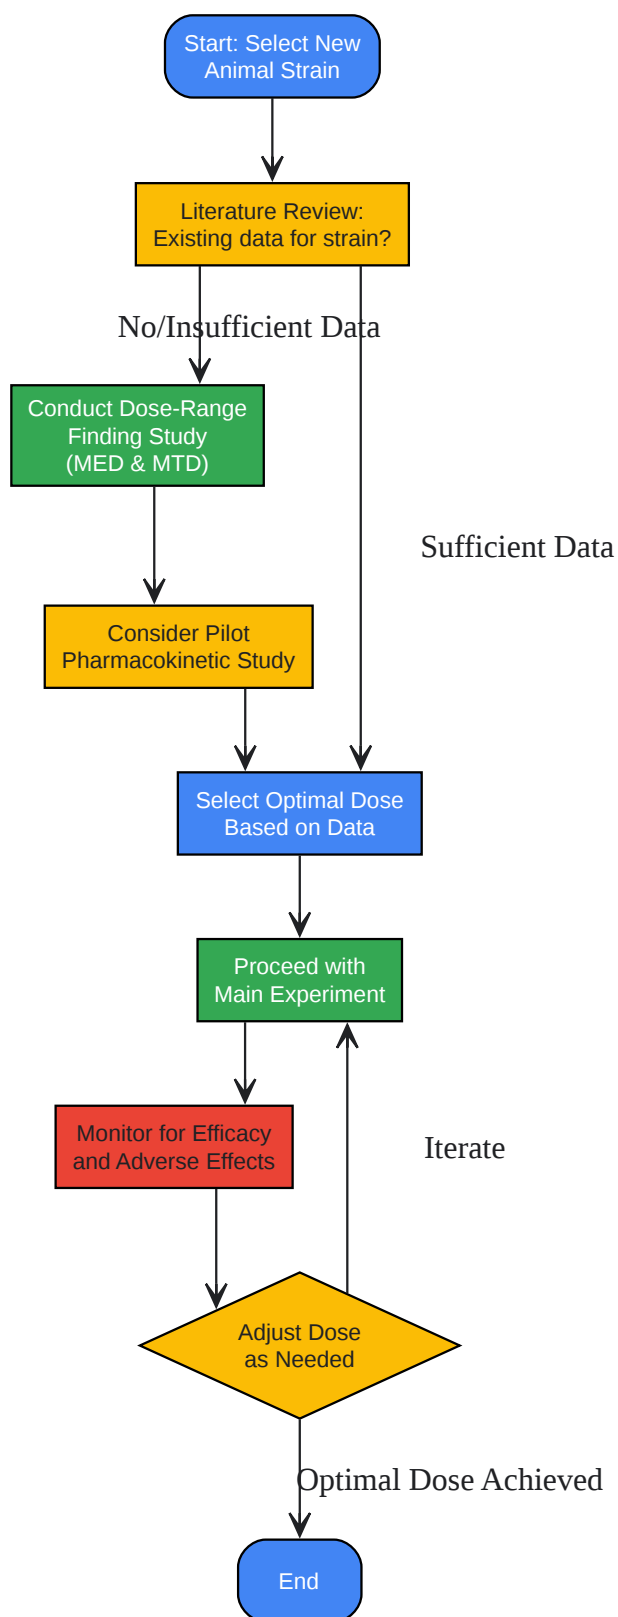 Start: Select New
Animal Strain
Literature Review:
Existing data for strain?
No/Insufficient Data
Conduct Dose-Range
Finding Study
(MED & MTD)
Sufficient Data
Consider Pilot
Pharmacokinetic Study
Select Optimal Dose
Based on Data
Proceed with
Main Experiment
Monitor for Efficacy
and Adverse Effects
Iterate
Adjust Dose
as Needed
Optimal Dose Achieved
End